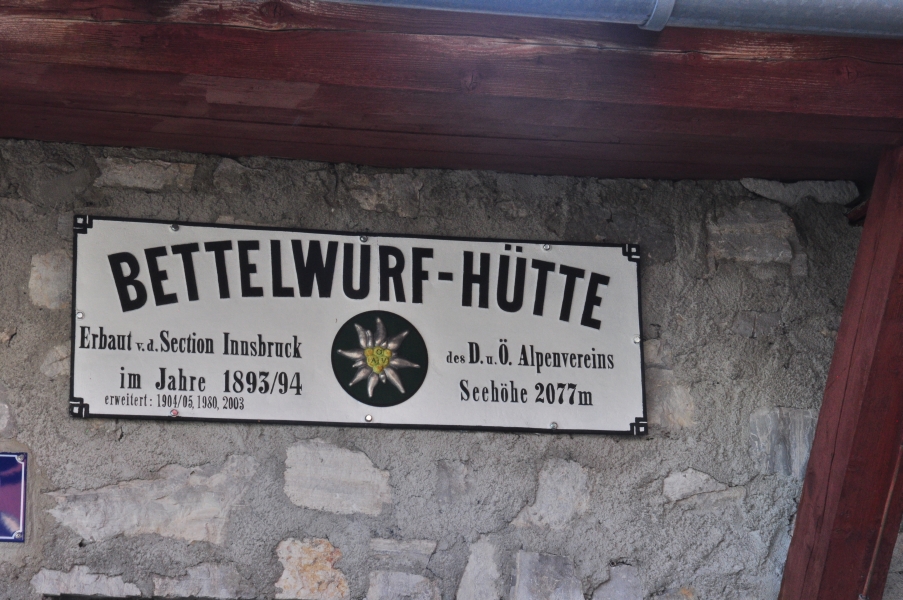 BETTELWURF-HÜTTE
Erbaut v. d. Section Innsbruck
im Jahre 1893/94
erweitert: 1904/05, 1980, 2003
des D. u. Ö. Alpenvereins
Seehöhe 2077m